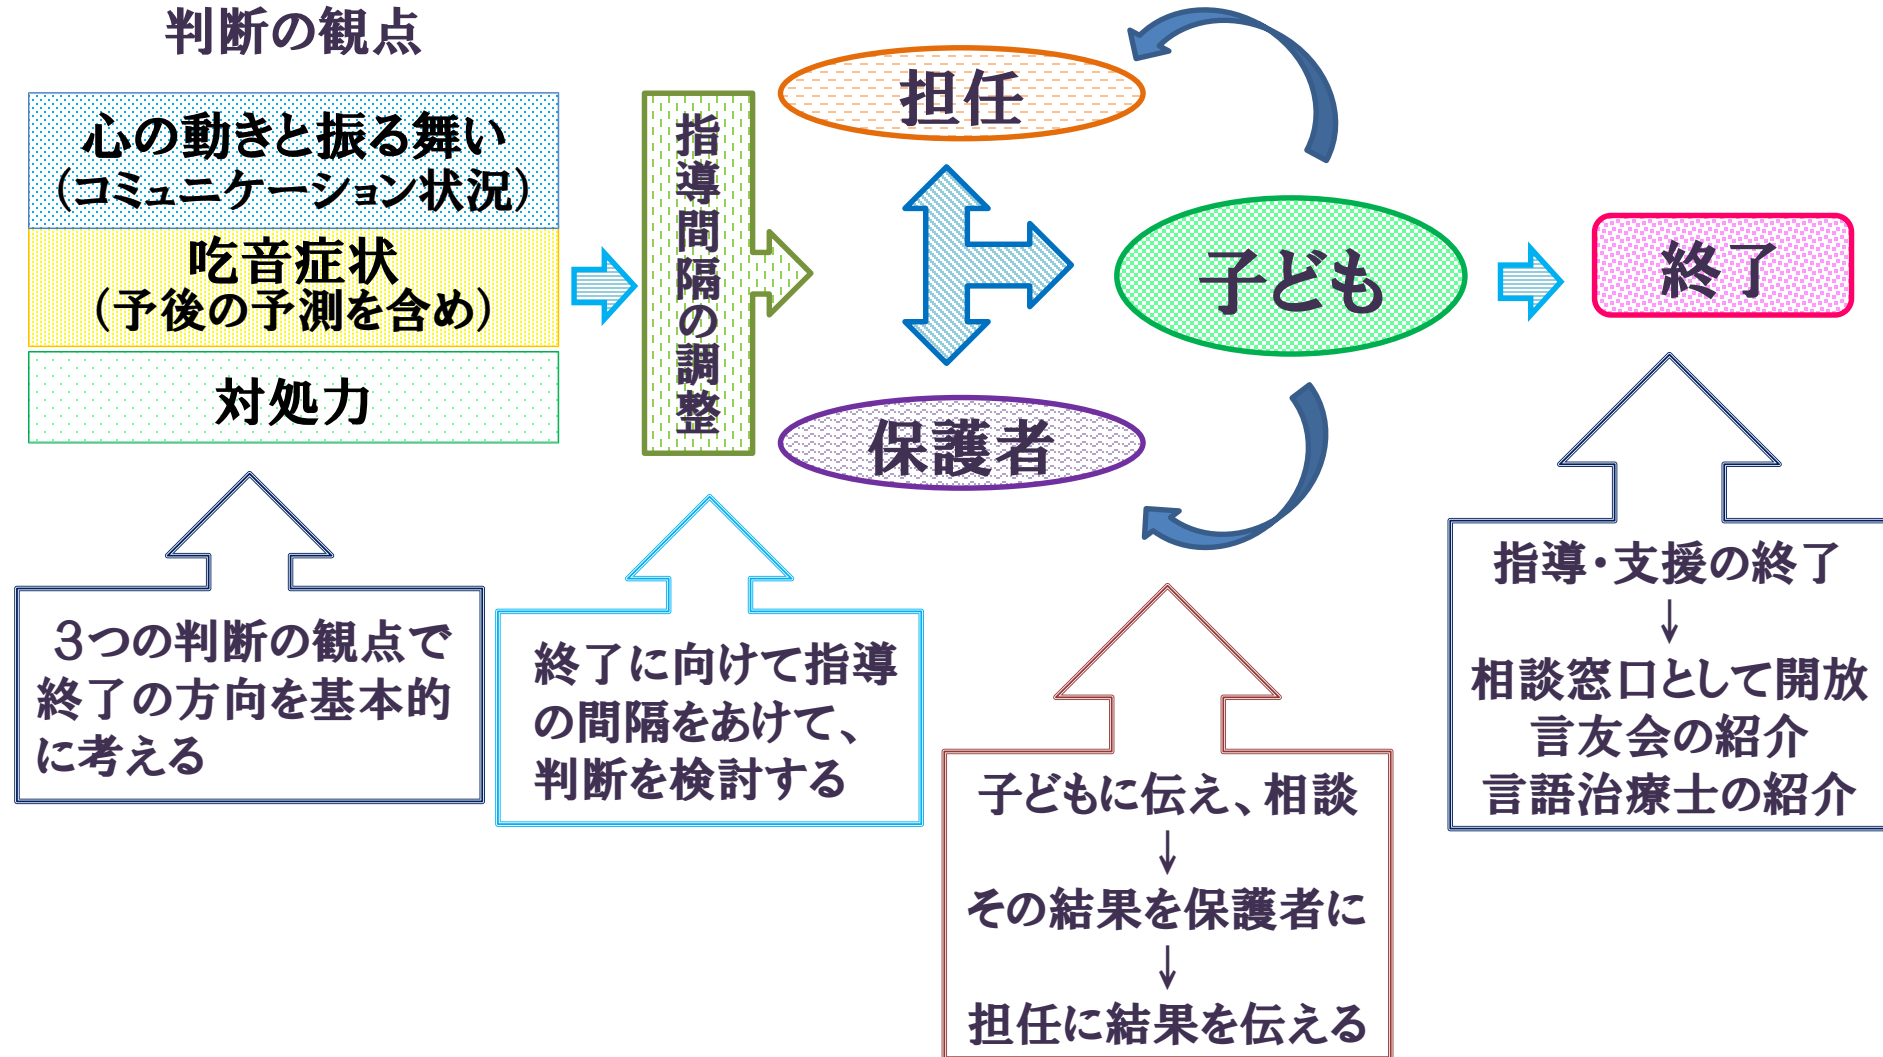 判断の観点
心の動きと振る舞い
(コミュニケーション状況)
吃音症状
(予後の予測を含め)
対処力
指導間隔の調整
担任
子ども
保護者
終了
3つの判断の観点で
終了の方向を基本的
に考える
終了に向けて指導
の間隔をあけて、
判断を検討する
子どもに伝え、相談
↓
その結果を保護者に
↓
担任に結果を伝える
指導・支援の終了
↓
相談窓口として開放
言友会の紹介
言語治療士の紹介